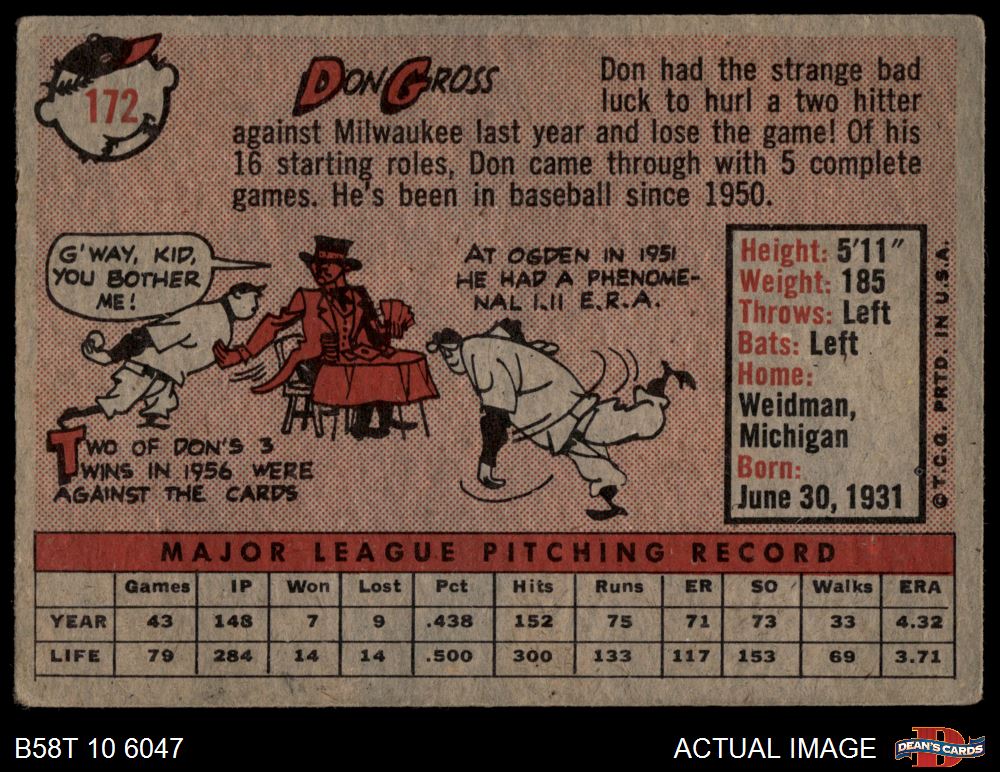 172
DON GROSS
Don had the strange bad
luck to hurl a two hitter
against Milwaukee last year and lose the game! Of his
16 starting roles, Don came through with 5 complete
games. He's been in baseball since 1950.
G'WAY, KID,
YOU BOTHER
ME!
TWO OF DON'S 3
WINS IN 1956 WERE
AGAINST THE CARDS
AT OGDEN IN 1951
HE HAD A PHENOME-
NAL 1.11 E.R.A.
Height: 5'11"
Weight: 185
Throws: Left
Bats: Left
Home:
Weidman,
Michigan
Born:
June 30, 1931
© T.C.G. PRTD. IN U.S.A.
MAJOR LEAGUE PITCHING RECORD
Games IP Won Lost Pct Hits Runs ER SO Walks ERA
YEAR 43 148 7 9 .438 152 75 71 73 33 4.32
LIFE 79 284 14 14 .500 300 133 117 153 69 3.71
B58T 10 6047
ACTUAL IMAGE
DEAN'S CARDS